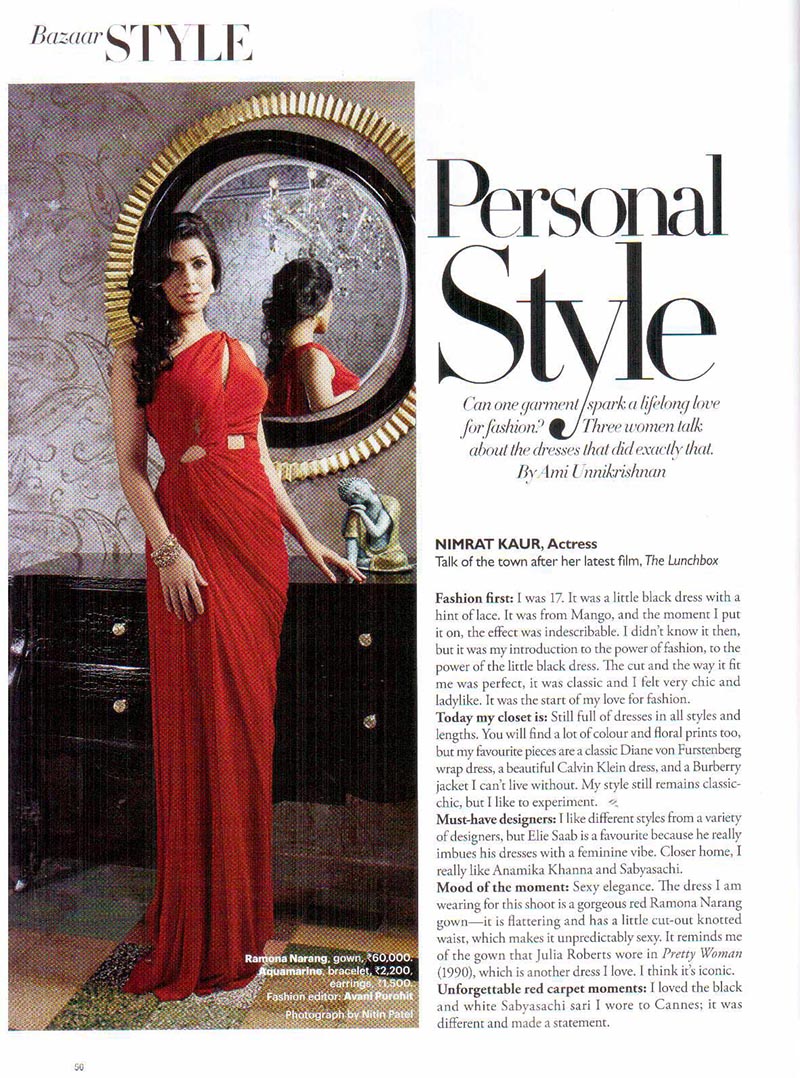 Bazaar STYLE
Personal
Style
Can one garment spark a lifelong love
for fashion? Three women talk
about the dresses that did exactly that.
By Ami Unnikrishnan
NIMRAT KAUR, Actress
Talk of the town after her latest film, The Lunchbox
Fashion first: I was 17. It was a little black dress with a
hint of lace. It was from Mango, and the moment I put
it on, the effect was indescribable. I didn't know it then,
but it was my introduction to the power of fashion, to the
power of the little black dress. The cut and the way it fit
me was perfect, it was classic and I felt very chic and
ladylike. It was the start of my love for fashion.
Today my closet is: Still full of dresses in all styles and
lengths. You will find a lot of colour and floral prints too,
but my favourite pieces are a classic Diane von Furstenberg
wrap dress, a beautiful Calvin Klein dress, and a Burberry
jacket I can't live without. My style still remains classic-
chic, but I like to experiment.
Must-have designers: I like different styles from a variety
of designers, but Elie Saab is a favourite because he really
imbues his dresses with a feminine vibe. Closer home, I
really like Anamika Khanna and Sabyasachi.
Mood of the moment: Sexy elegance. The dress I am
wearing for this shoot is a gorgeous red Ramona Narang
gown—it is flattering and has a little cut-out knotted
waist, which makes it unpredictably sexy. It reminds me
of the gown that Julia Roberts wore in Pretty Woman
(1990), which is another dress I love. I think it's iconic.
Unforgettable red carpet moments: I loved the black
and white Sabyasachi sari I wore to Cannes; it was
different and made a statement.
Ramona Narang, gown, ₹60,000.
Aquamarine, bracelet, ₹2,200,
earrings, ₹1,500.
Fashion editor: Avani Purohit
Photograph by Nitin Patel
56